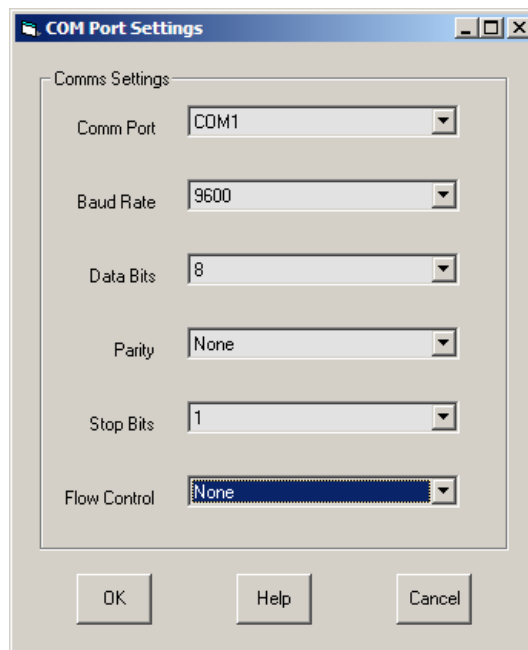 COM Port Settings
Comms Settings
Comm Port COM1
Baud Rate 9600
Data Bits 8
Parity None
Stop Bits 1
Flow Control None
OK Help Cancel